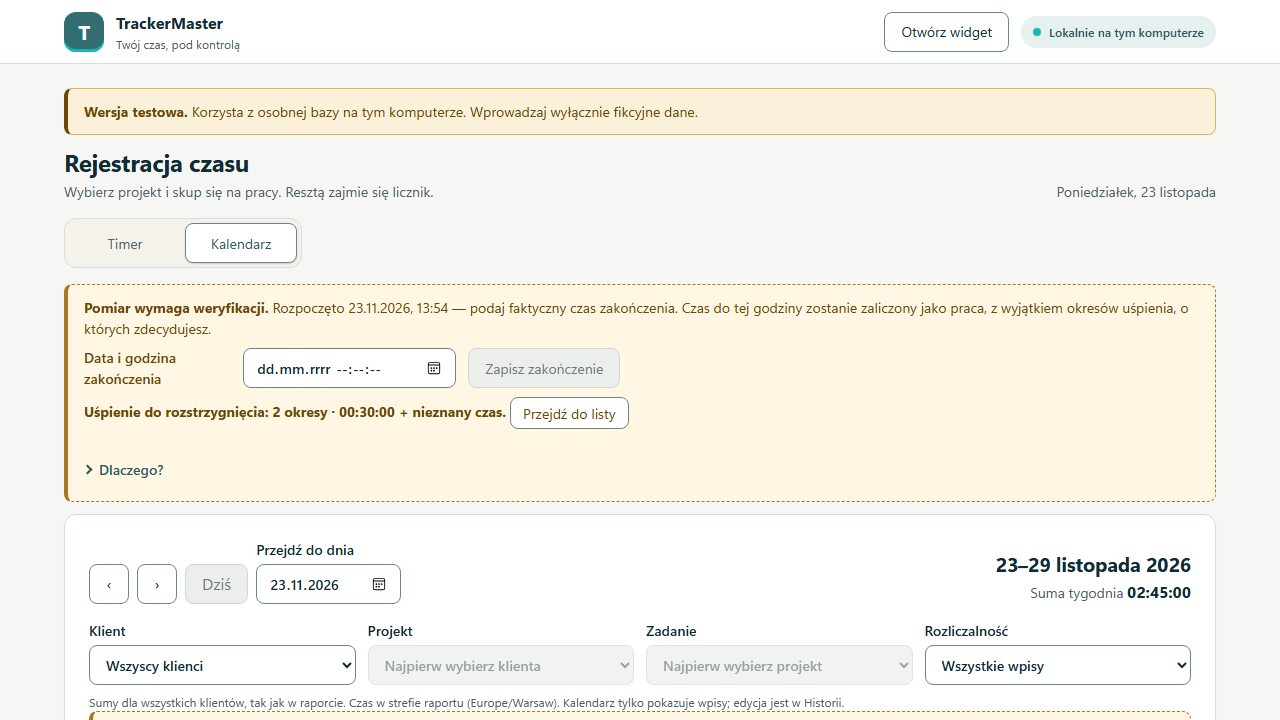 T
TrackerMaster
Twój czas, pod kontrolą
Otwórz widget
Lokalnie na tym komputerze
Wersja testowa. Korzysta z osobnej bazy na tym komputerze. Wprowadzaj wyłącznie fikcyjne dane.
Rejestracja czasu
Wybierz projekt i skup się na pracy. Resztą zajmie się licznik.
Poniedziałek, 23 listopada
Timer
Kalendarz
Pomiar wymaga weryfikacji. Rozpoczęto 23.11.2026, 13:54 — podaj faktyczny czas zakończenia. Czas do tej godziny zostanie zaliczony jako praca, z wyjątkiem okresów uśpienia, o
których zdecydujesz.
Data i godzina
zakończenia
dd.mm.rrrr --:--:--
Zapisz zakończenie
Uśpienie do rozstrzygnięcia: 2 okresy · 00:30:00 + nieznany czas.
Przejdź do listy
Dlaczego?
Przejdź do dnia
‹
›
Dziś
23.11.2026
23–29 listopada 2026
Suma tygodnia 02:45:00
Klient
Projekt
Zadanie
Rozliczalność
Wszyscy klienci
Najpierw wybierz klienta
Najpierw wybierz projekt
Wszystkie wpisy
Sumy dla wszystkich klientów, tak jak w raporcie. Czas w strefie raportu (Europe/Warsaw). Kalendarz tylko pokazuje wpisy; edycja jest w Historii.